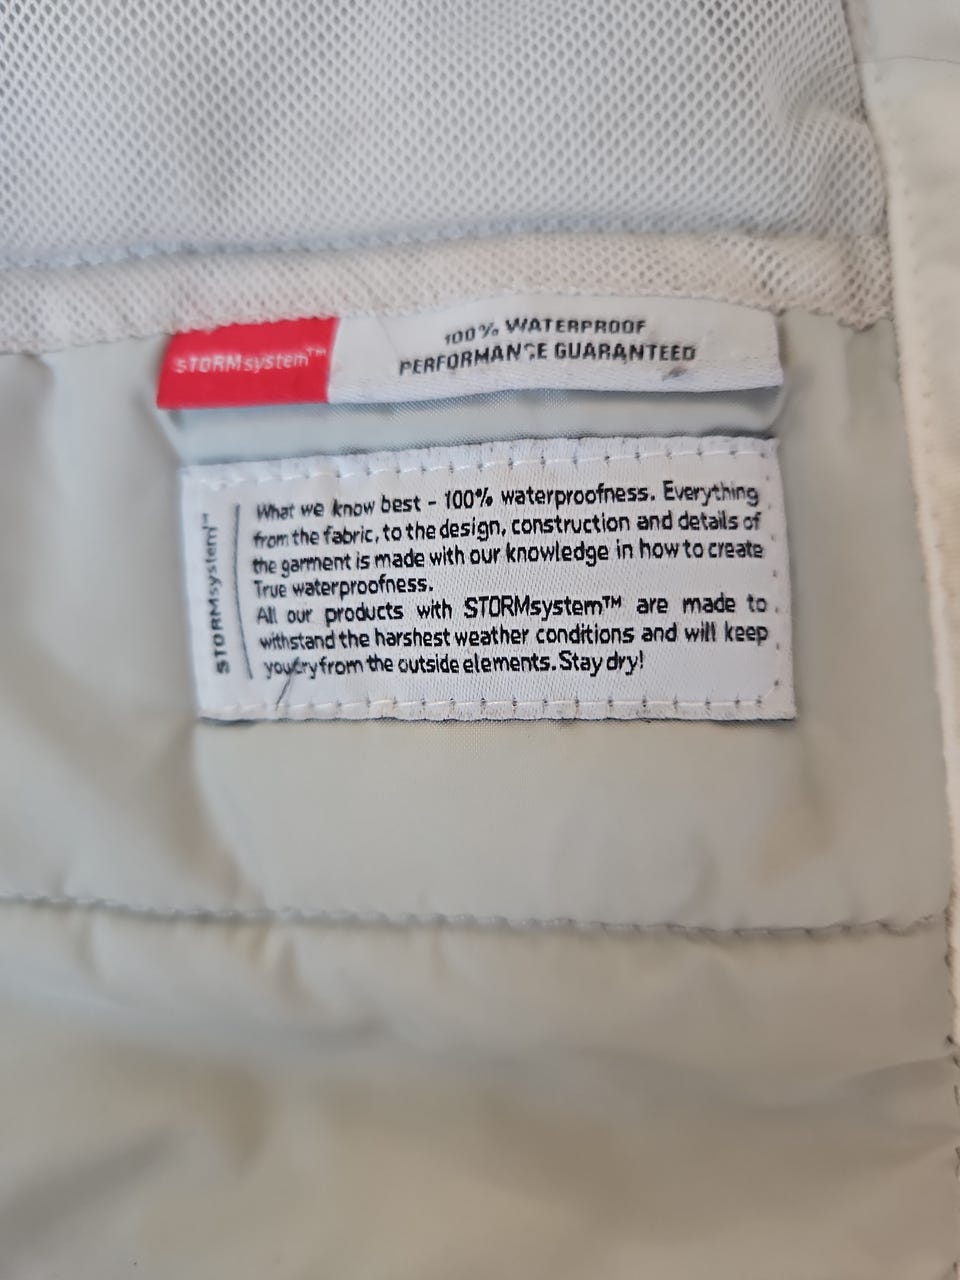 STORMsystem™
100% WATERPROOF
PERFORMANCE GUARANTEED
STORMsystem™
What we know best - 100% waterproofness. Everything
from the fabric, to the design, construction and details of
the garment is made with our knowledge in how to create
True waterproofness.
All our products with STORMsystem™ are made to
withstand the harshest weather conditions and will keep
you dry from the outside elements. Stay dry!